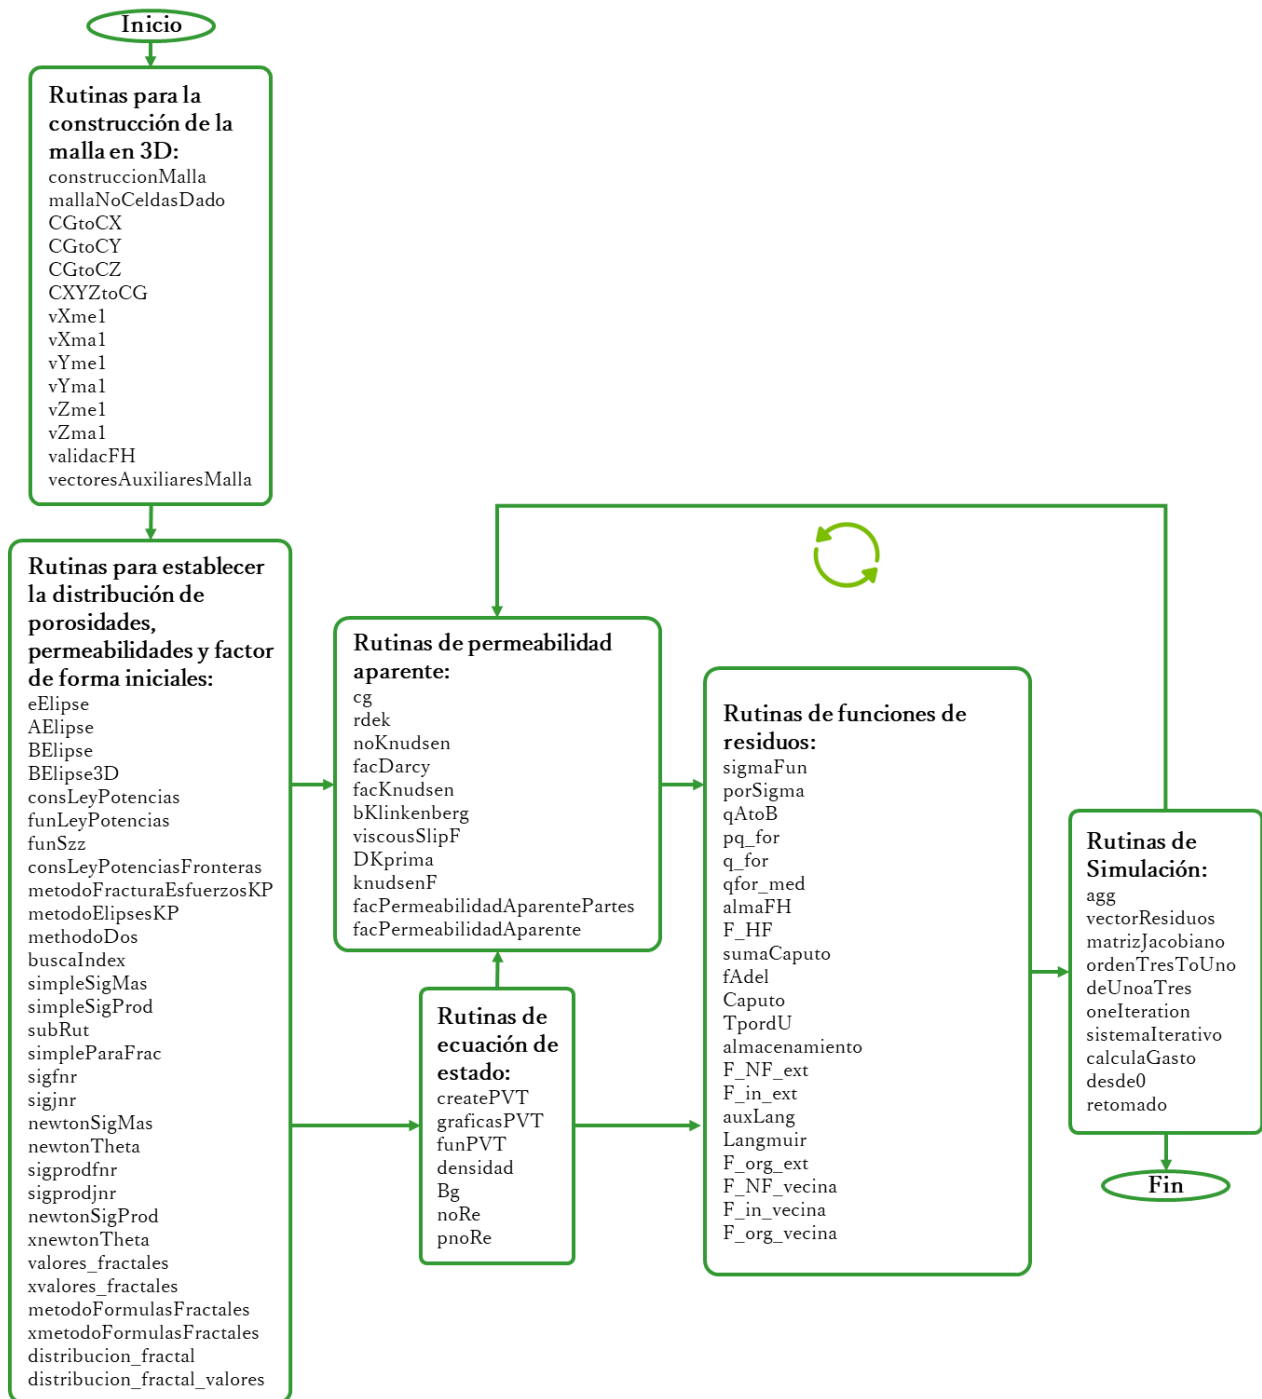 Inicio
Rutinas para la
construcción de la
malla en 3D:
construccionMalla
mallaNoCeldasDado
CGtoCX
CGtoCY
CGtoCZ
CXYZtoCG
vXme1
vXma1
vYme1
vYma1
vZme1
vZma1
validacFH
vectoresAuxiliaresMalla
Rutinas para establecer
la distribución de
porosidades,
permeabilidades y factor
de forma iniciales:
eElipse
AElipse
BElipse
BElipse3D
consLeyPotencias
funLeyPotencias
funSzz
consLeyPotenciasFronteras
metodoFracturaEsfuerzosKP
metodoElipsesKP
methodoDos
buscaIndex
simpleSigMas
simpleSigProd
subRut
simpleParaFrac
sigfnr
sigjnr
newtonSigMas
newtonTheta
sigprodfnr
sigprodjnr
newtonSigProd
xnewtonTheta
valores_fractales
xvalores_fractales
metodoFormulasFractales
xmetodoFormulasFractales
distribucion_fractal
distribucion_fractal_valores
Rutinas de permeabilidad
aparente:
cg
rdek
noKnudsen
facDarcy
facKnudsen
bKlinkenberg
viscousSlipF
DKprima
knudsenF
facPermeabilidadAparentePartes
facPermeabilidadAparente
Rutinas de
ecuación de
estado:
createPVT
graficasPVT
funPVT
densidad
Bg
noRe
pnoRe
Rutinas de funciones de
residuos:
sigmaFun
porSigma
qAtoB
pq_for
q_for
qfor_med
almaFH
F_HF
sumaCaputo
fAdel
Caputo
TpordU
almacenamiento
F_NF_ext
F_in_ext
auxLang
Langmuir
F_org_ext
F_NF_vecina
F_in_vecina
F_org_vecina
Rutinas de
Simulación:
agg
vectorResiduos
matrizJacobiano
ordenTresToUno
deUnoaTres
oneIteration
sistemaIterativo
calculaGasto
desde0
retomado
Fin